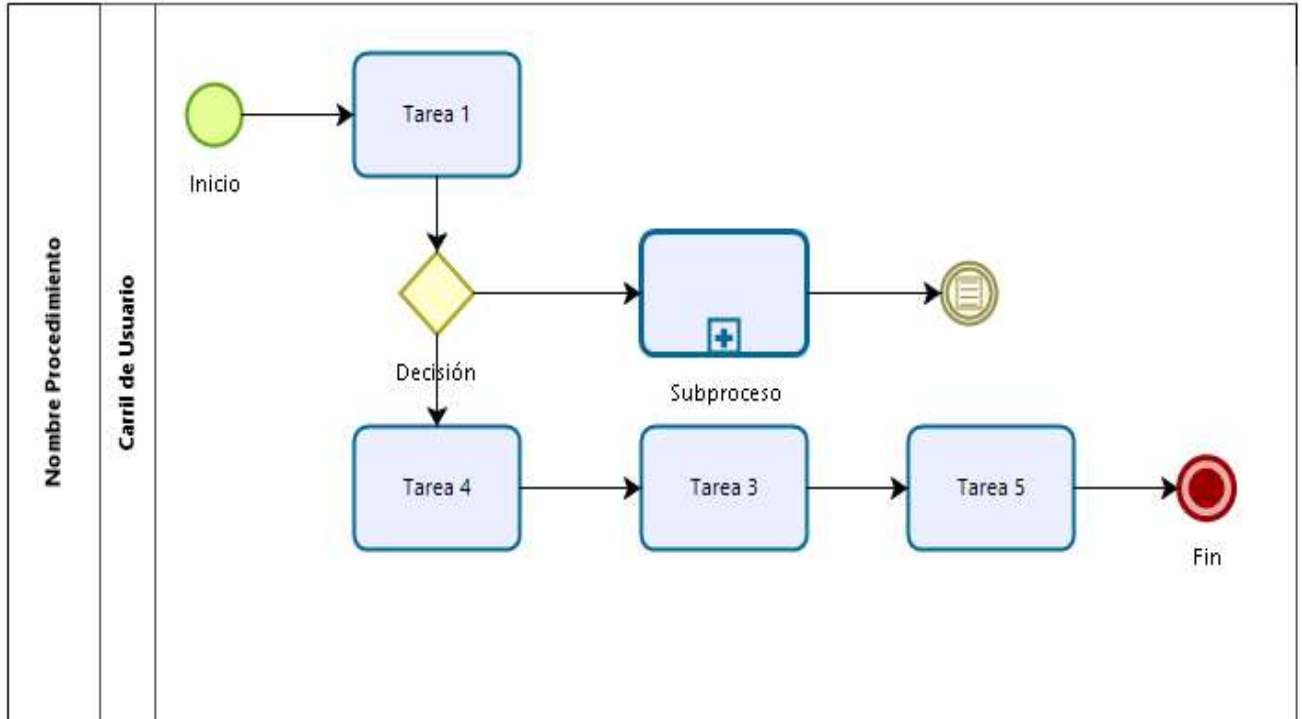 Nombre Procedimiento
Carril de Usuario
Inicio
Tarea 1
Decisión
Subproceso
Tarea 4
Tarea 3
Tarea 5
Fin